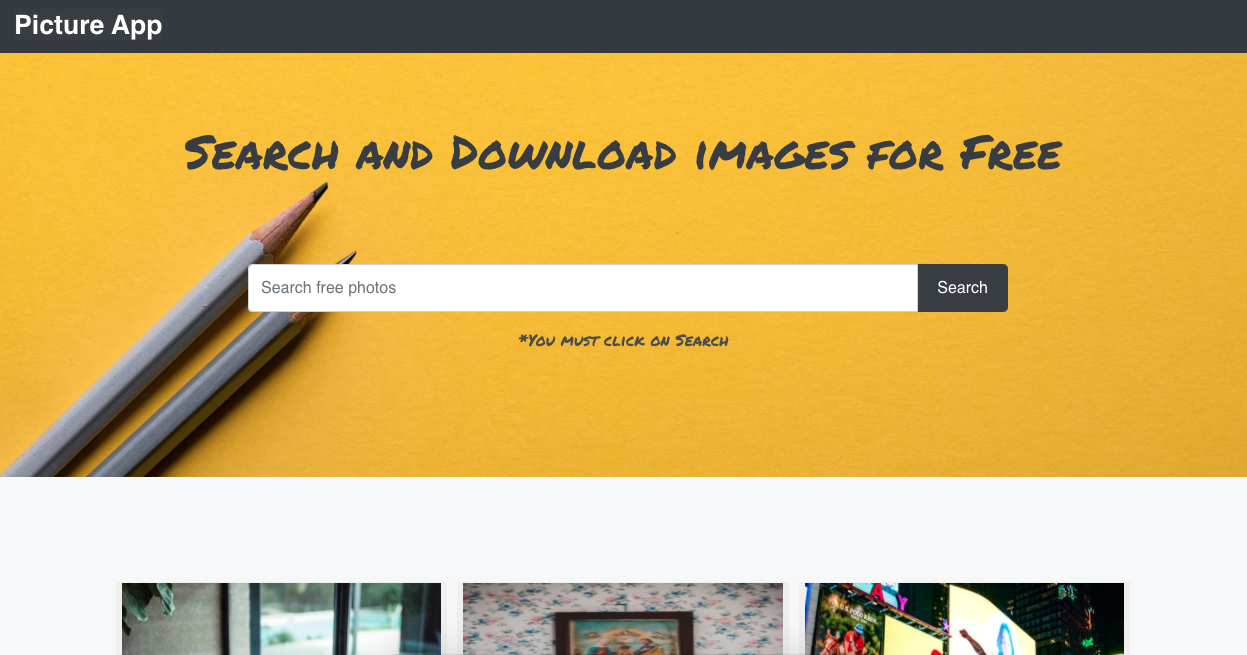 Picture App
Search and Download images for Free
Search free photos
Search
*You must click on Search